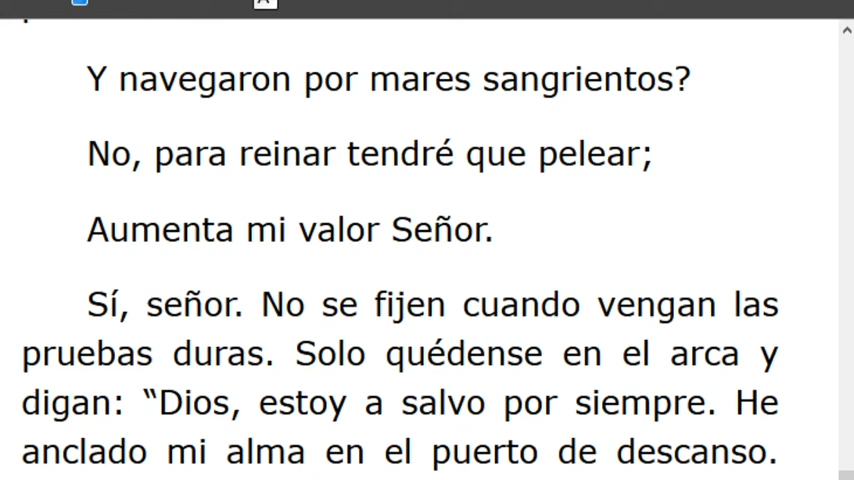 Y navegaron por mares sangrientos?
No, para reinar tendré que pelear;
Aumenta mi valor Señor.
Sí, señor. No se fijen cuando vengan las
pruebas duras. Solo quédense en el arca y
digan: “Dios, estoy a salvo por siempre. He
anclado mi alma en el puerto de descanso.